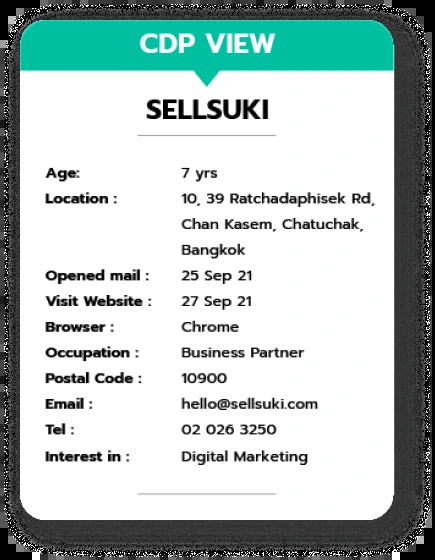 CDP VIEW
SELLSUKI
Age: 7 yrs
Location : 10, 39 Ratchadaphisek Rd,
Chan Kasem, Chatuchak,
Bangkok
Opened mail : 25 Sep 21
Visit Website : 27 Sep 21
Browser : Chrome
Occupation : Business Partner
Postal Code : 10900
Email : hello@sellsuki.com
Tel : 02 026 3250
Interest in : Digital Marketing